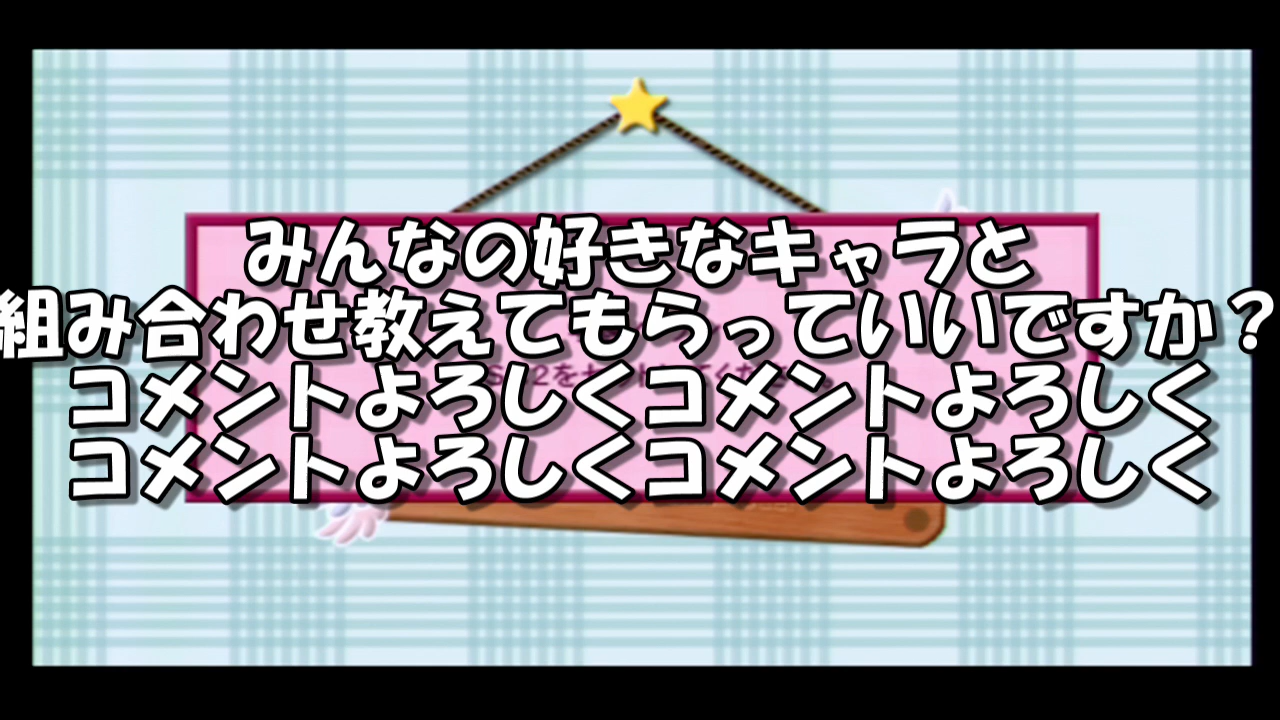 みんなの好きなキャラと
組み合わせ教えてもらっていいですか？
コメントよろしくコメントよろしく
コメントよろしくコメントよろしく